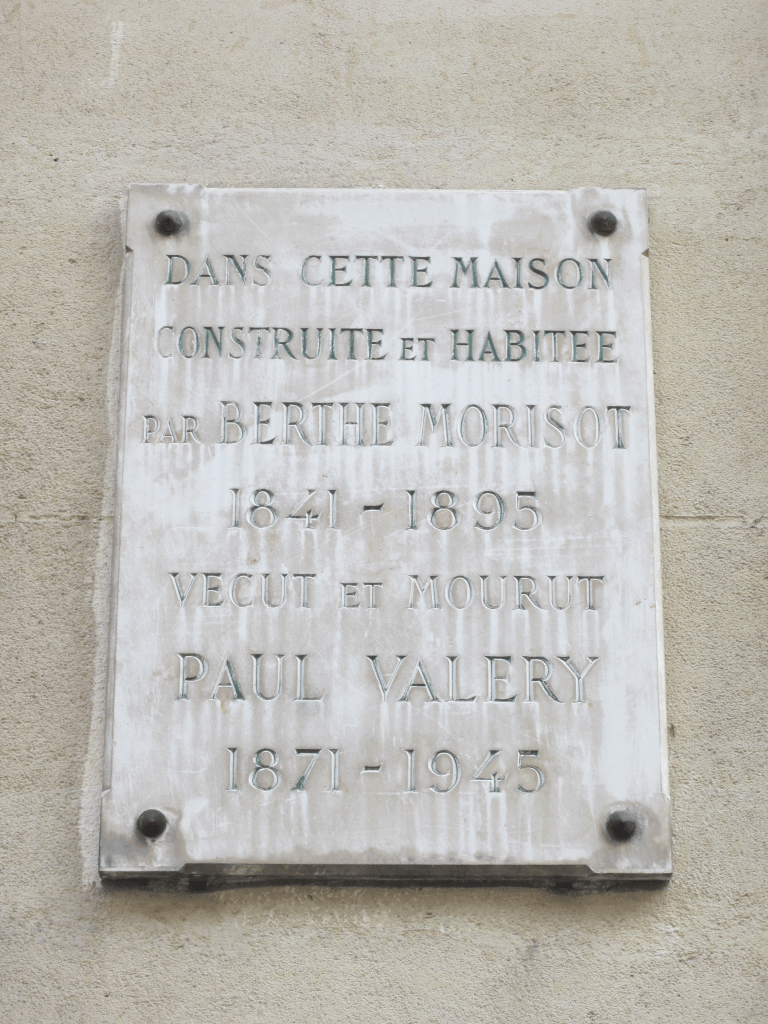 DANS CETTE MAISON
CONSTRUITE ET HABITEE
PAR BERTHE MORISOT
1841 - 1895
VECUT ET MOURUT
PAUL VALERY
1871 - 1945